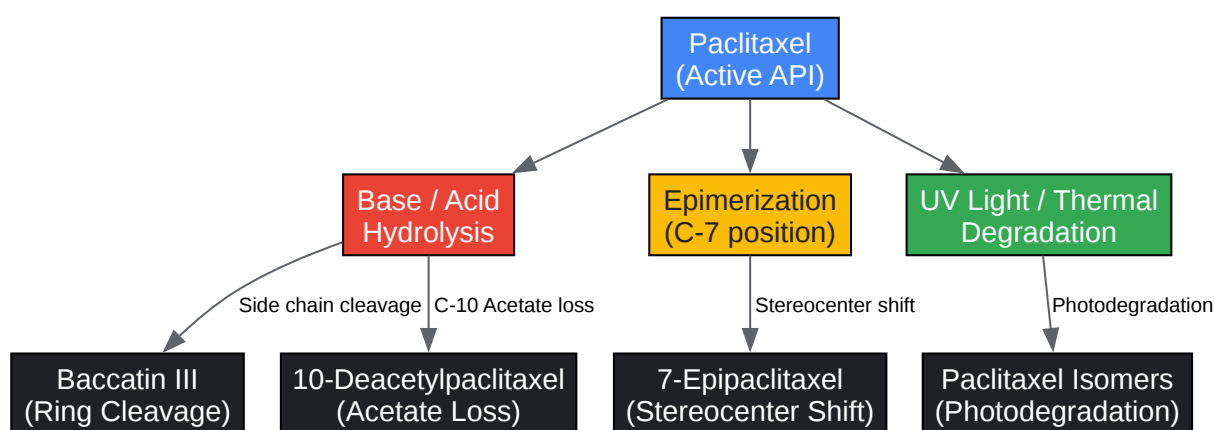 Paclitaxel
(Active API)
Base / Acid
Hydrolysis
Epimerization
(C-7 position)
UV Light / Thermal
Degradation
Side chain cleavage
C-10 Acetate loss
Stereocenter shift
Photodegradation
Baccatin III
(Ring Cleavage)
10-Deacetylpaclitaxel
(Acetate Loss)
7-Epipaclitaxel
(Stereocenter Shift)
Paclitaxel Isomers
(Photodegradation)